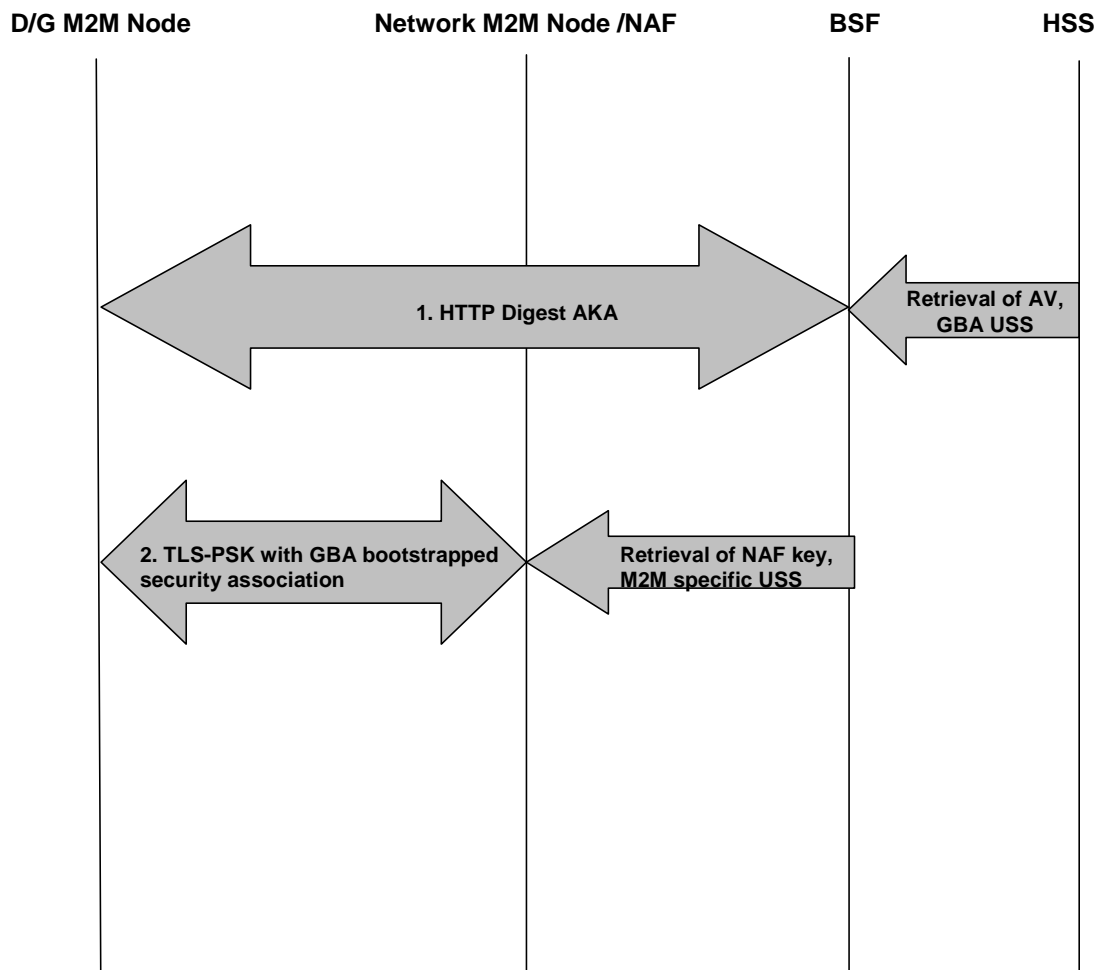 D/G M2M Node
Network M2M Node /NAF
BSF
HSS
1. HTTP Digest AKA
Retrieval of AV,
GBA USS
2. TLS-PSK with GBA bootstrapped
security association
Retrieval of NAF key,
M2M specific USS